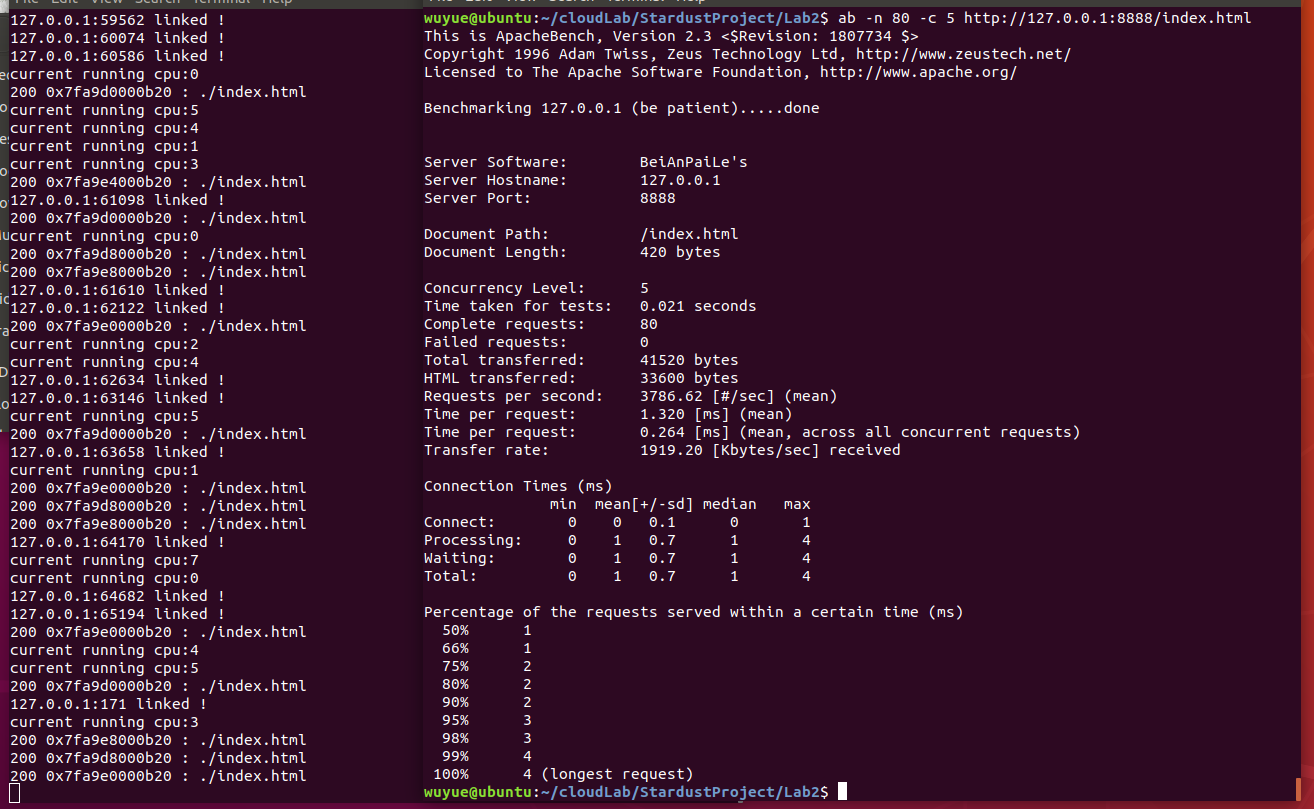 127.0.0.1:59562 linked !
127.0.0.1:60074 linked !
127.0.0.1:60586 linked !
current running cpu:0
200 0x7fa9d0000b20 : ./index.html
current running cpu:5
current running cpu:4
current running cpu:1
current running cpu:3
200 0x7fa9e4000b20 : ./index.html
127.0.0.1:61098 linked !
200 0x7fa9d0000b20 : ./index.html
current running cpu:0
200 0x7fa9d8000b20 : ./index.html
200 0x7fa9e8000b20 : ./index.html
127.0.0.1:61610 linked !
127.0.0.1:62122 linked !
200 0x7fa9e0000b20 : ./index.html
current running cpu:2
current running cpu:4
127.0.0.1:62634 linked !
127.0.0.1:63146 linked !
current running cpu:5
200 0x7fa9d0000b20 : ./index.html
127.0.0.1:63658 linked !
current running cpu:1
200 0x7fa9e0000b20 : ./index.html
200 0x7fa9d8000b20 : ./index.html
200 0x7fa9e8000b20 : ./index.html
127.0.0.1:64170 linked !
current running cpu:7
current running cpu:0
127.0.0.1:64682 linked !
127.0.0.1:65194 linked !
200 0x7fa9e0000b20 : ./index.html
current running cpu:4
current running cpu:5
200 0x7fa9d0000b20 : ./index.html
127.0.0.1:171 linked !
current running cpu:3
200 0x7fa9e8000b20 : ./index.html
200 0x7fa9d8000b20 : ./index.html
200 0x7fa9e0000b20 : ./index.html
wuyue@ubuntu:~/cloudLab/StardustProject/Lab2$ ab -n 80 -c 5 http://127.0.0.1:8888/index.html
This is ApacheBench, Version 2.3 <$Revision: 1807734 $>
Copyright 1996 Adam Twiss, Zeus Technology Ltd, http://www.zeustech.net/
Licensed to The Apache Software Foundation, http://www.apache.org/
Benchmarking 127.0.0.1 (be patient).....done
Server Software: BeiAnPaiLe's
Server Hostname: 127.0.0.1
Server Port: 8888
Document Path: /index.html
Document Length: 420 bytes
Concurrency Level: 5
Time taken for tests: 0.021 seconds
Complete requests: 80
Failed requests: 0
Total transferred: 41520 bytes
HTML transferred: 33600 bytes
Requests per second: 3786.62 [#/sec] (mean)
Time per request: 1.320 [ms] (mean)
Time per request: 0.264 [ms] (mean, across all concurrent requests)
Transfer rate: 1919.20 [Kbytes/sec] received
Connection Times (ms)
min mean[+/-sd] median max
Connect: 0 0 0.1 0 1
Processing: 0 1 0.7 1 4
Waiting: 0 1 0.7 1 4
Total: 0 1 0.7 1 4
Percentage of the requests served within a certain time (ms)
50% 1
66% 1
75% 2
80% 2
90% 2
95% 3
98% 3
99% 4
100% 4 (longest request)
wuyue@ubuntu:~/cloudLab/StardustProject/Lab2$